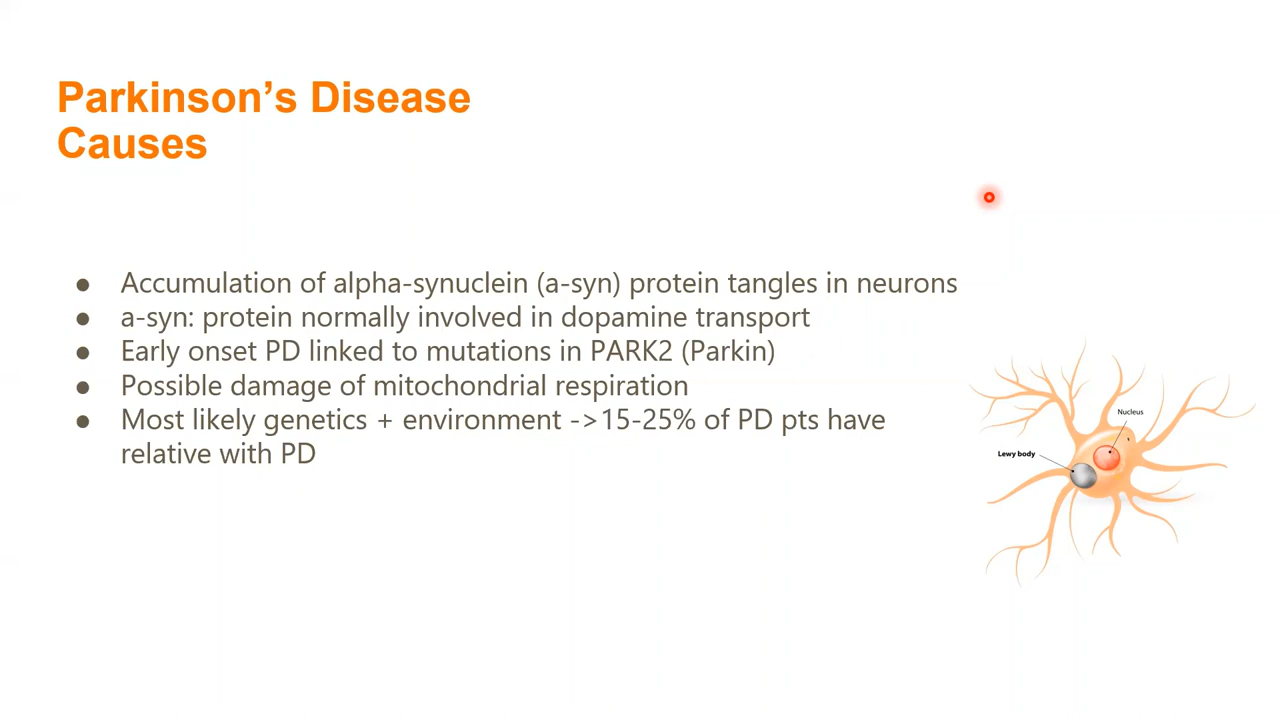 Parkinson’s Disease
Causes
● Accumulation of alpha-synuclein (a-syn) protein tangles in neurons
● a-syn: protein normally involved in dopamine transport
● Early onset PD linked to mutations in PARK2 (Parkin)
● Possible damage of mitochondrial respiration
● Most likely genetics + environment ->15-25% of PD pts have
relative with PD
Nucleus
Lewy body